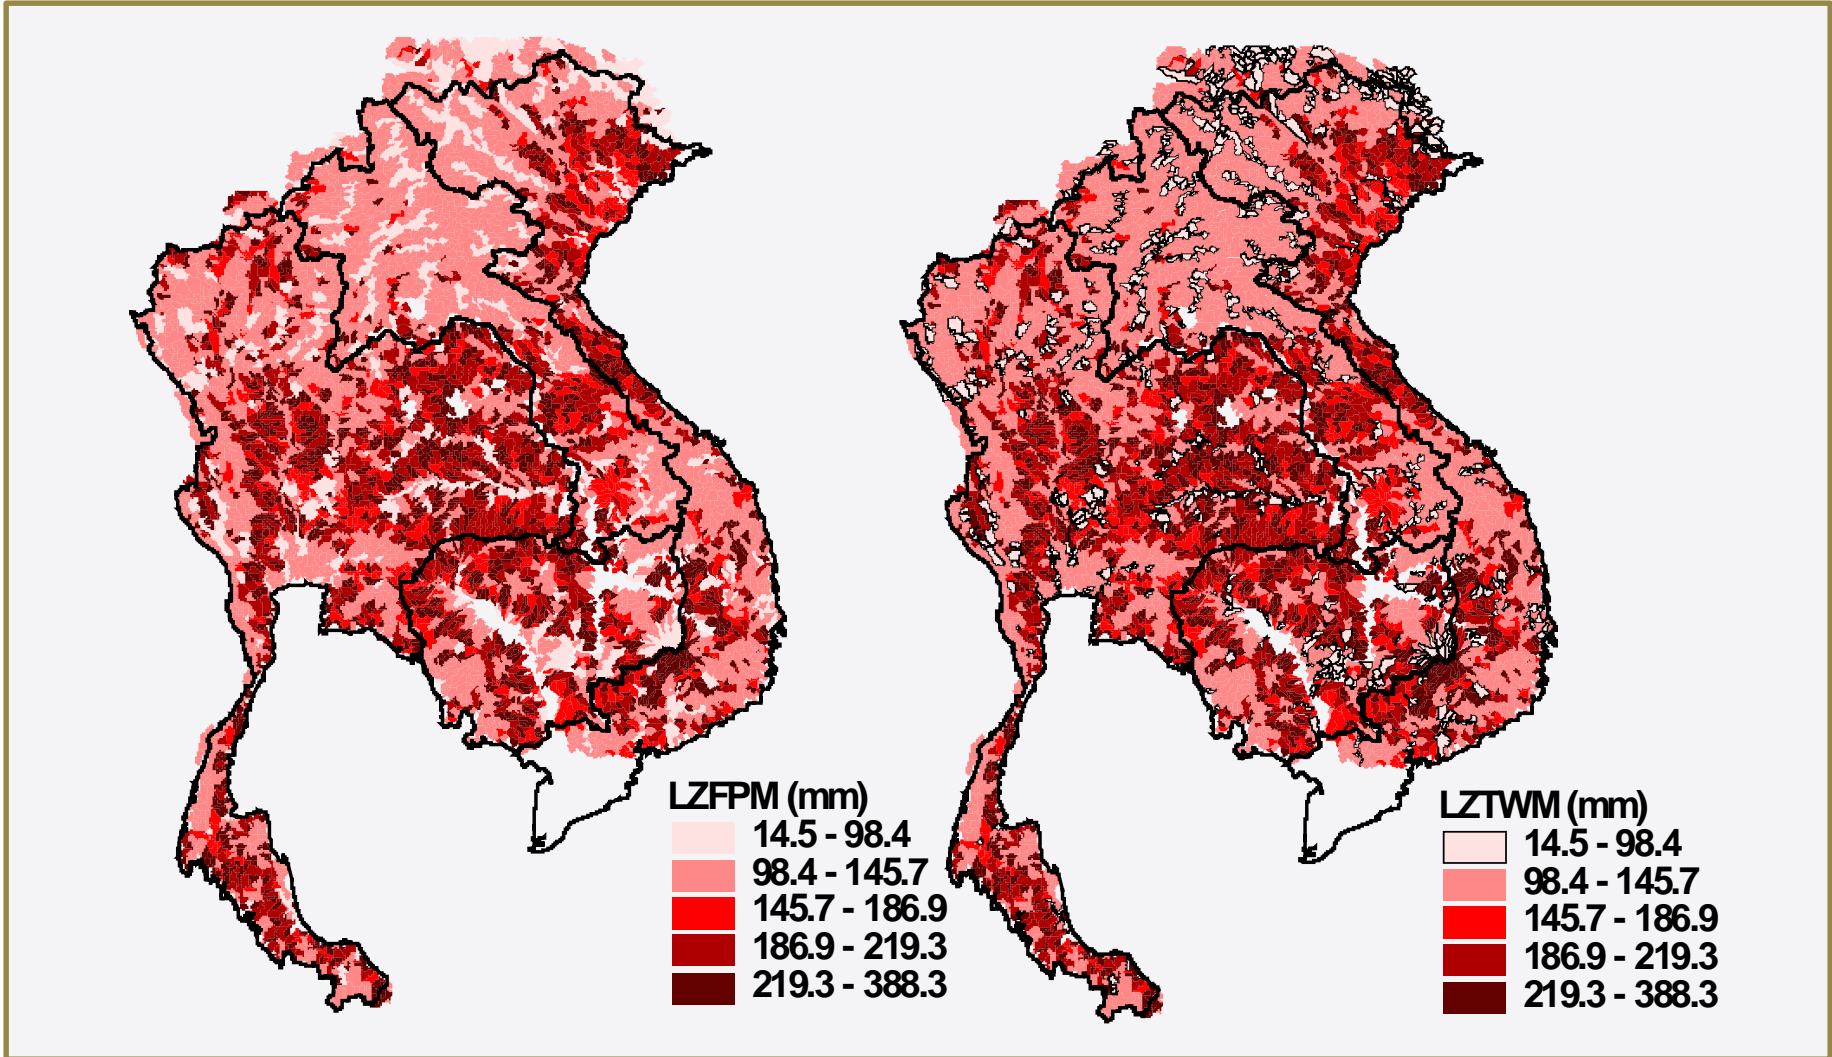 LZFPM (mm)
14.5 - 98.4
98.4 - 145.7
145.7 - 186.9
186.9 - 219.3
219.3 - 388.3
LZTWM (mm)
14.5 - 98.4
98.4 - 145.7
145.7 - 186.9
186.9 - 219.3
219.3 - 388.3